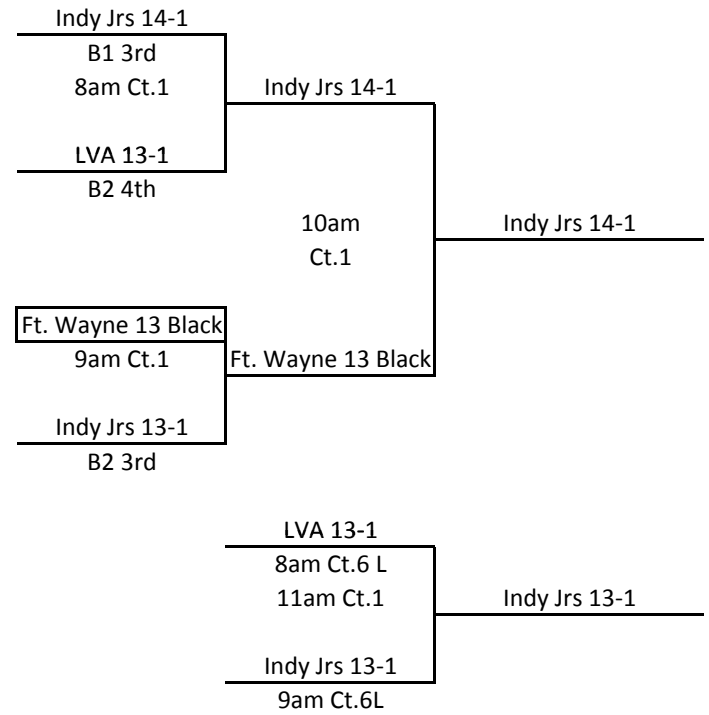 Indy Jrs 14-1
B1 3rd
8am Ct.1
Indy Jrs 14-1
LVA 13-1
B2 4th
10am
Ct.1
Indy Jrs 14-1
Ft. Wayne 13 Black
9am Ct.1
Ft. Wayne 13 Black
Indy Jrs 13-1
B2 3rd
LVA 13-1
8am Ct.6 L
11am Ct.1
Indy Jrs 13-1
Indy Jrs 13-1
9am Ct.6L